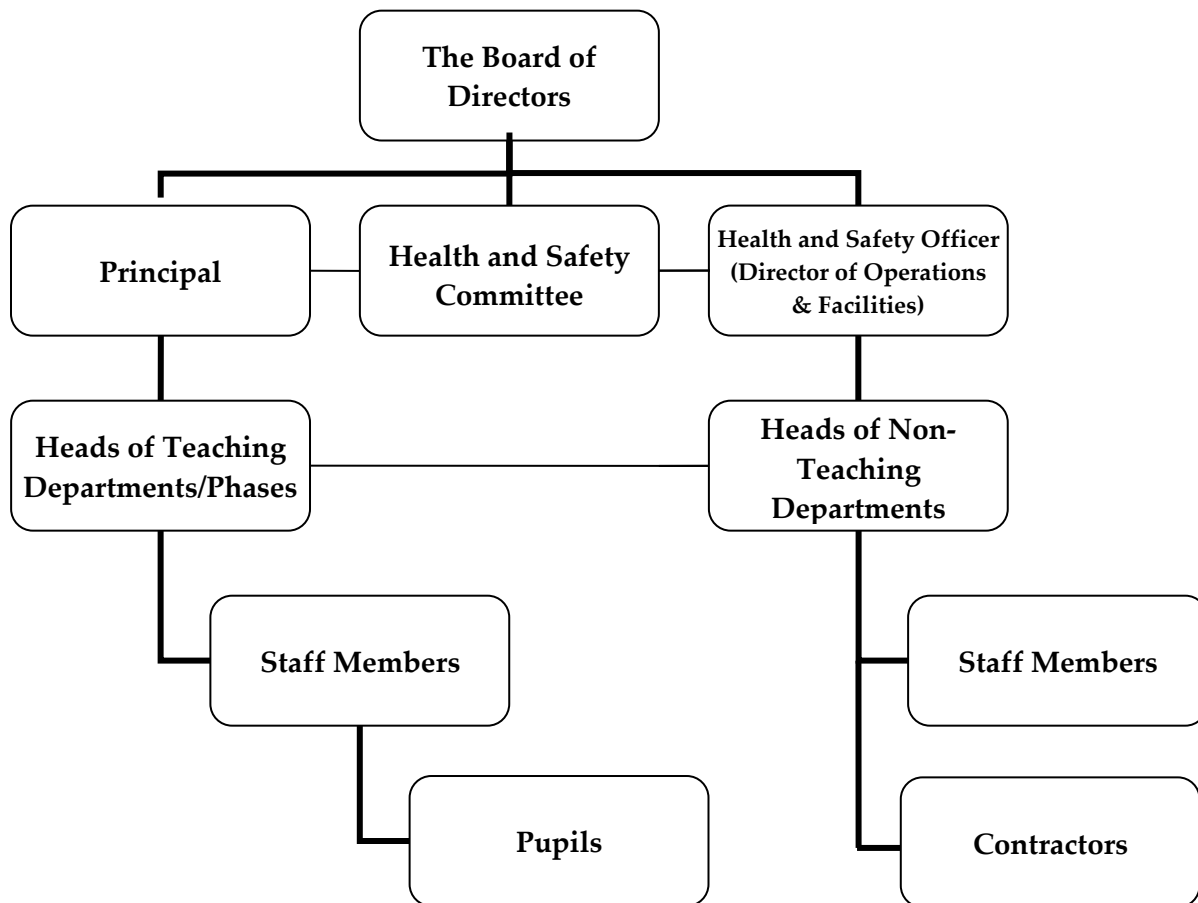 The Board of
Directors
Principal
Health and Safety
Committee
Health and Safety Officer
(Director of Operations
& Facilities)
Heads of Teaching
Departments/Phases
Heads of Non-
Teaching
Departments
Staff Members
Staff Members
Pupils
Contractors